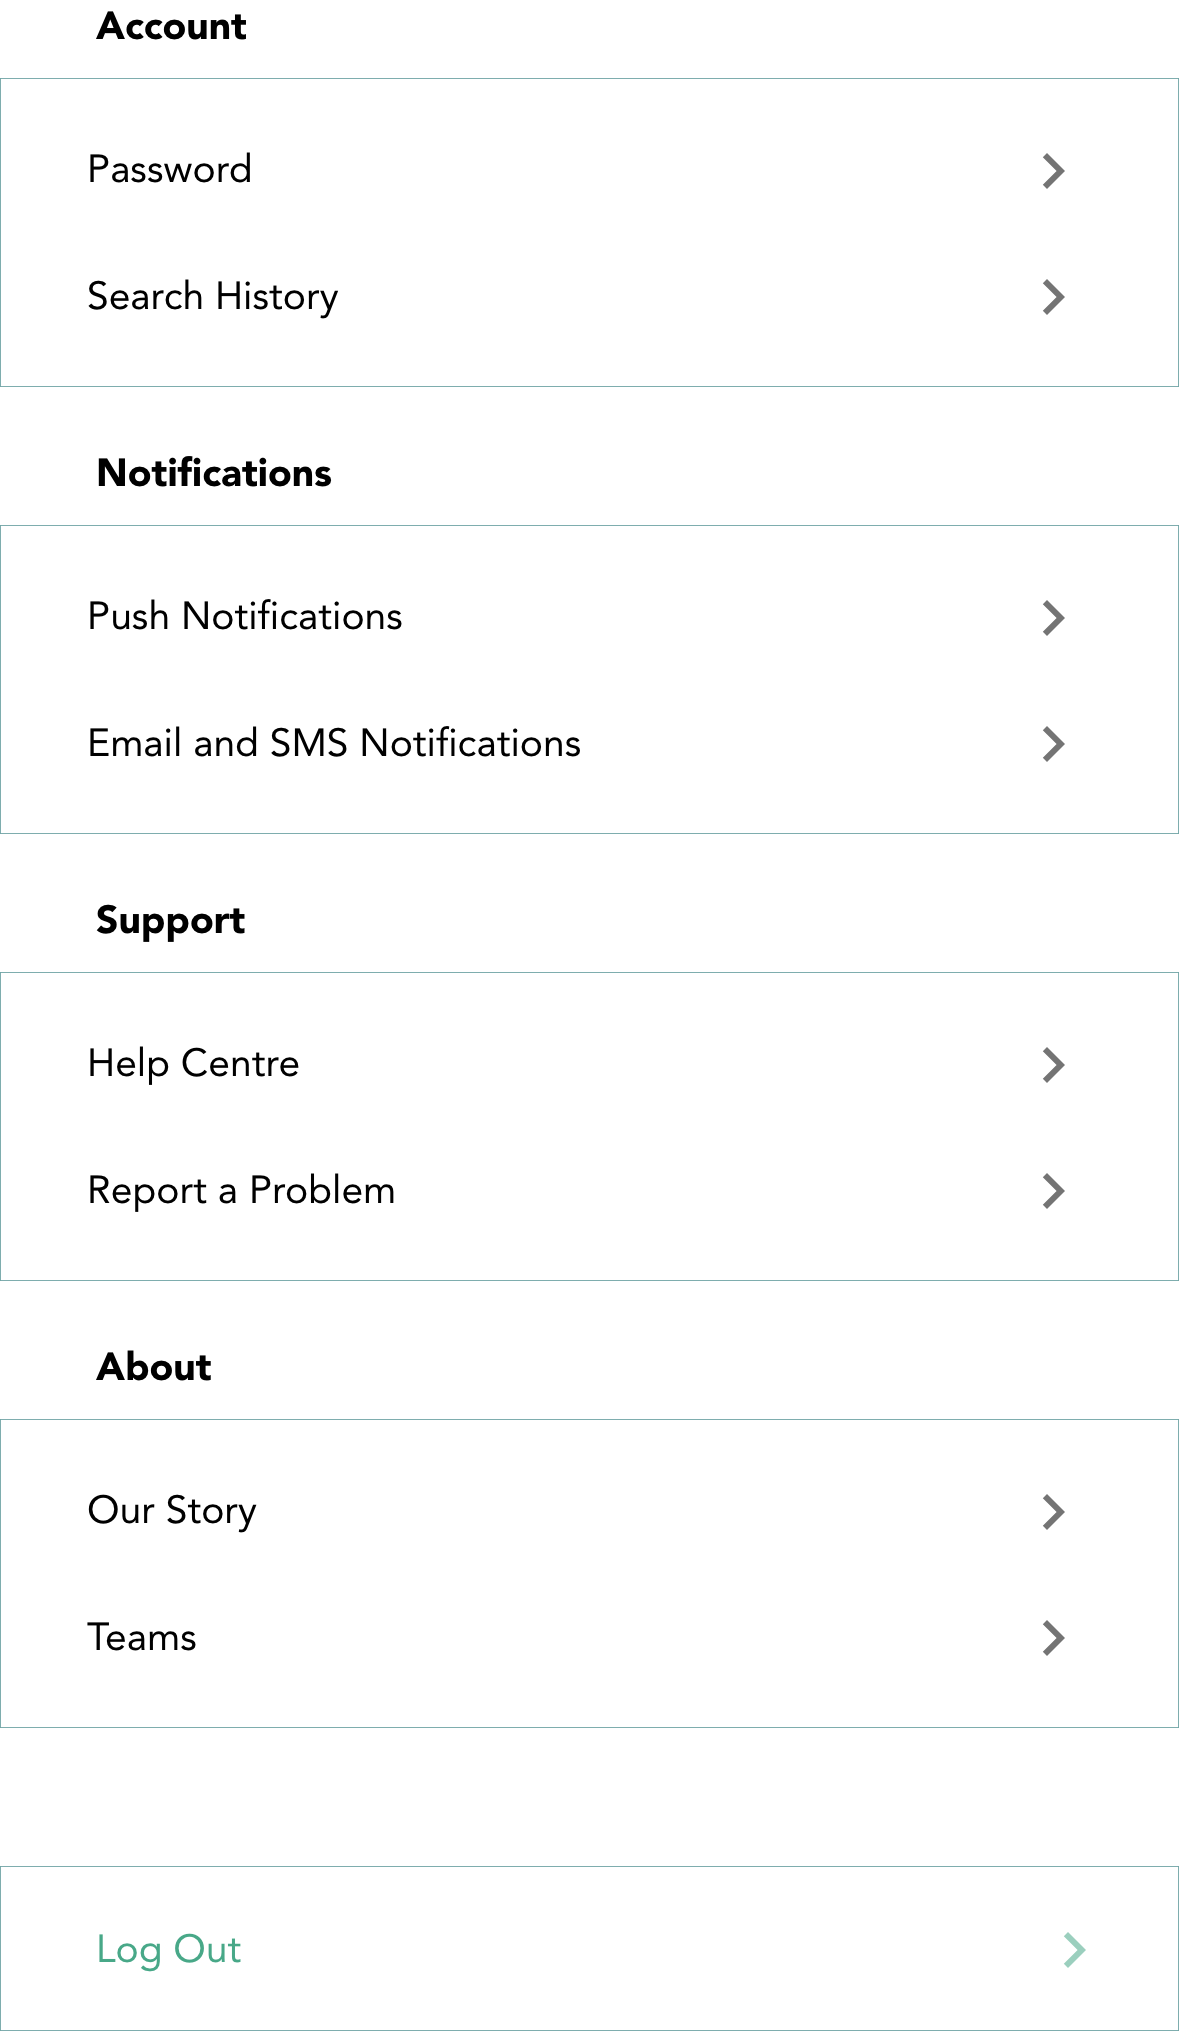 Account
Password
Search History
Notifications
Push Notifications
Email and SMS Notifications
Support
Help Centre
Report a Problem
About
Our Story
Teams
Log Out